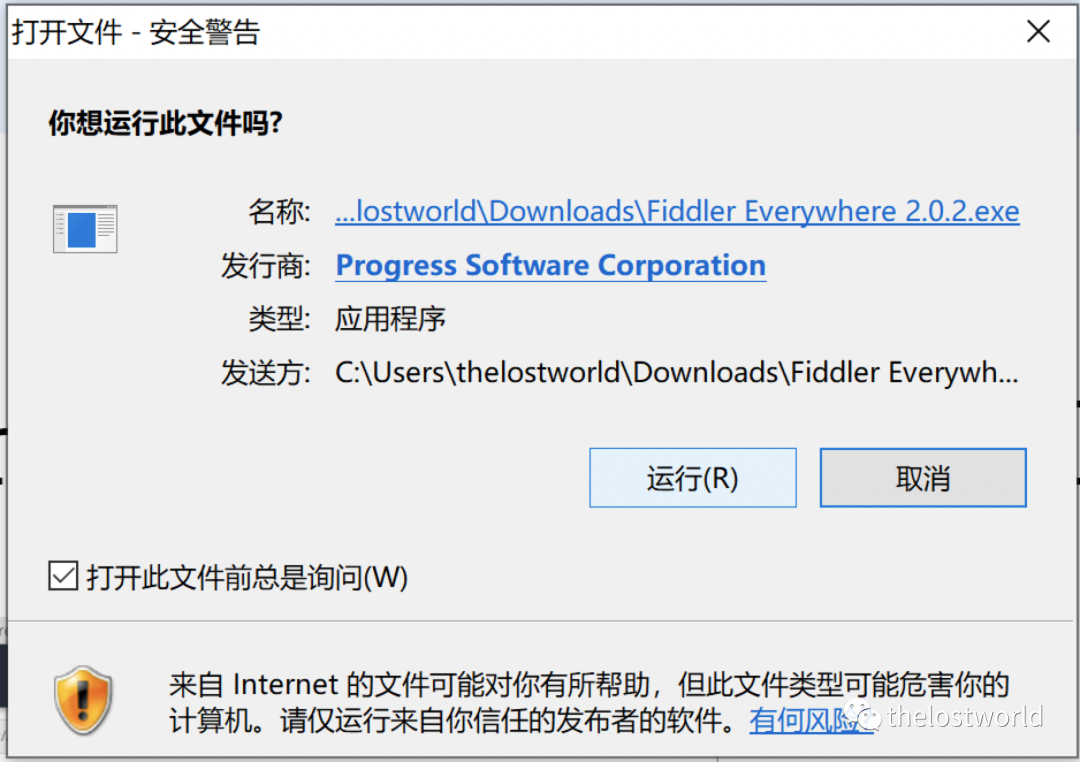 打开文件 - 安全警告
你想运行此文件吗?
名称: ...lostworld\Downloads\Fiddler Everywhere 2.0.2.exe
发行商: Progress Software Corporation
类型: 应用程序
发送方: C:\Users\thelostworld\Downloads\Fiddler Everywh...
运行(R) 取消
打开此文件前总是询问(W)
来自 Internet 的文件可能对你有所帮助，但此文件类型可能危害你的
计算机。请仅运行来自你信任的发布者的软件。有何风险
thelostworld